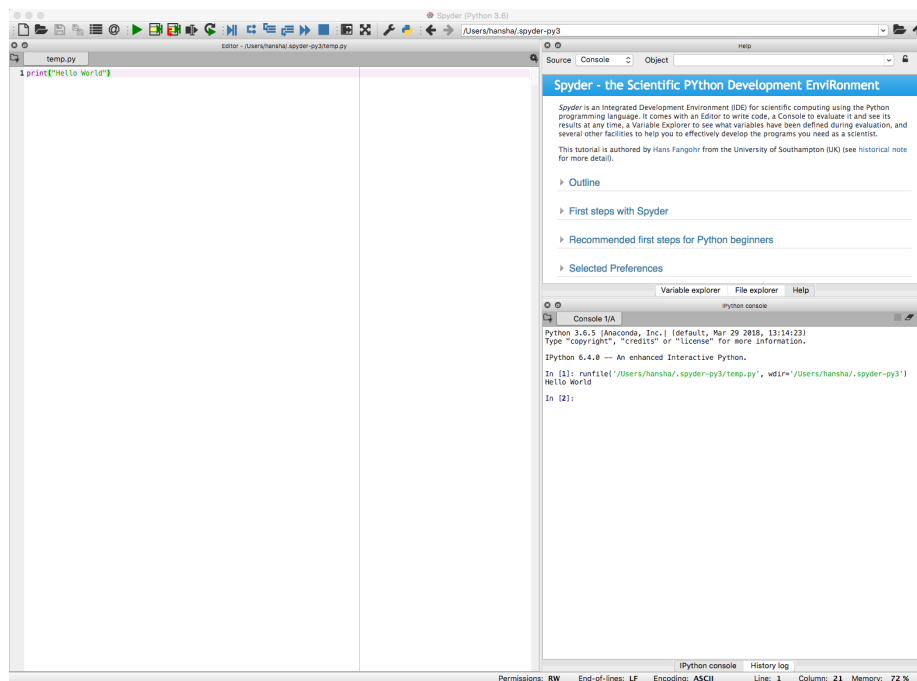 Spyder (Python 3.6)
/Users/hansha/.spyder-py3
Editor - /Users/hansha/.spyder-py3/temp.py
temp.py
1 print("Hello World")
Help
Source Console Object
Spyder - the Scientific PYthon Development EnviRonment
Spyder is an Integrated Development Environment (IDE) for scientific computing using the Python
programming language. It comes with an Editor to write code, a Console to evaluate it and see its
results at any time, a Variable Explorer to see what variables have been defined during evaluation, and
several other facilities to help you to effectively develop the programs you need as a scientist.
This tutorial is authored by Hans Fangohr from the University of Southampton (UK) (see historical note
for more detail).
Outline
First steps with Spyder
Recommended first steps for Python beginners
Selected Preferences
Variable explorer File explorer Help
IPython console
Console 1/A
Python 3.6.5 |Anaconda, Inc.| (default, Mar 29 2018, 13:14:23)
Type "copyright", "credits" or "license" for more information.
IPython 6.4.0 -- An enhanced Interactive Python.
In [1]: runfile('/Users/hansha/.spyder-py3/temp.py', wdir='/Users/hansha/.spyder-py3')
Hello World
In [2]:
IPython console History log
Permissions: RW End-of-lines: LF Encoding: ASCII Line: 1 Column: 21 Memory: 72 %